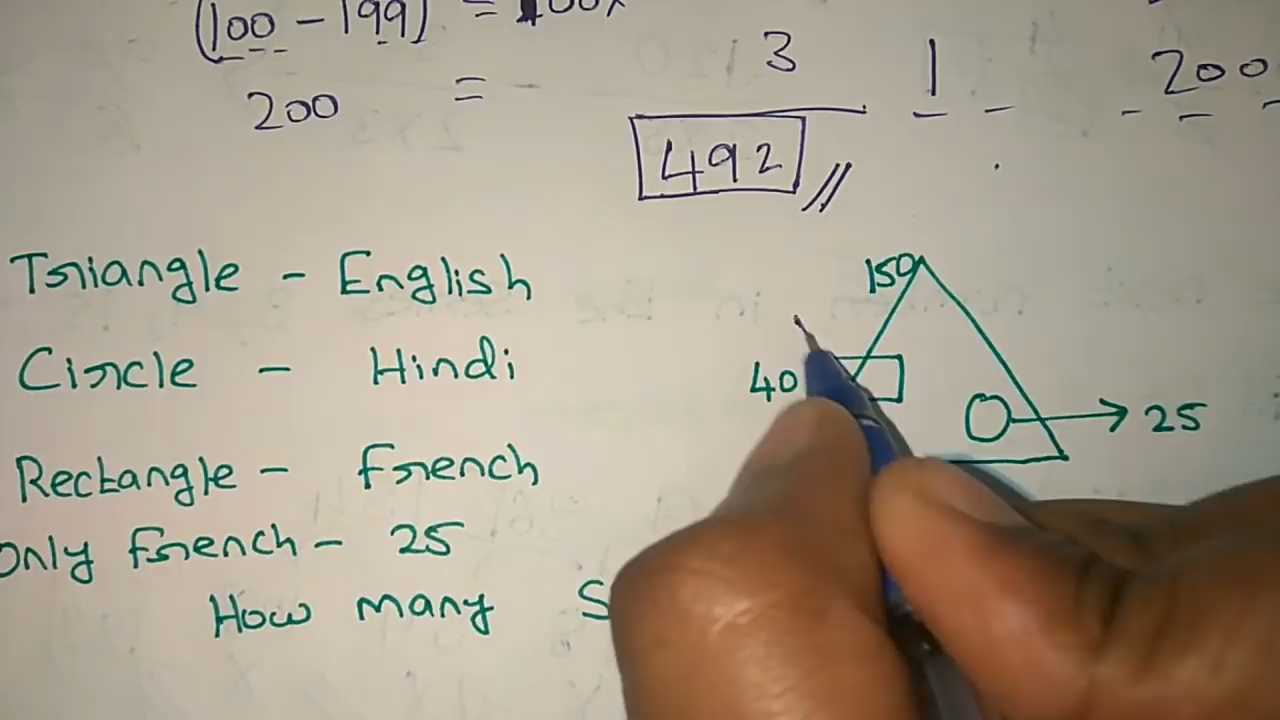 (100 - 199) =
200 =
3
1
200
492
Triangle - English
Circle - Hindi
Rectangle - French
Only French - 25
How many
150
40
25